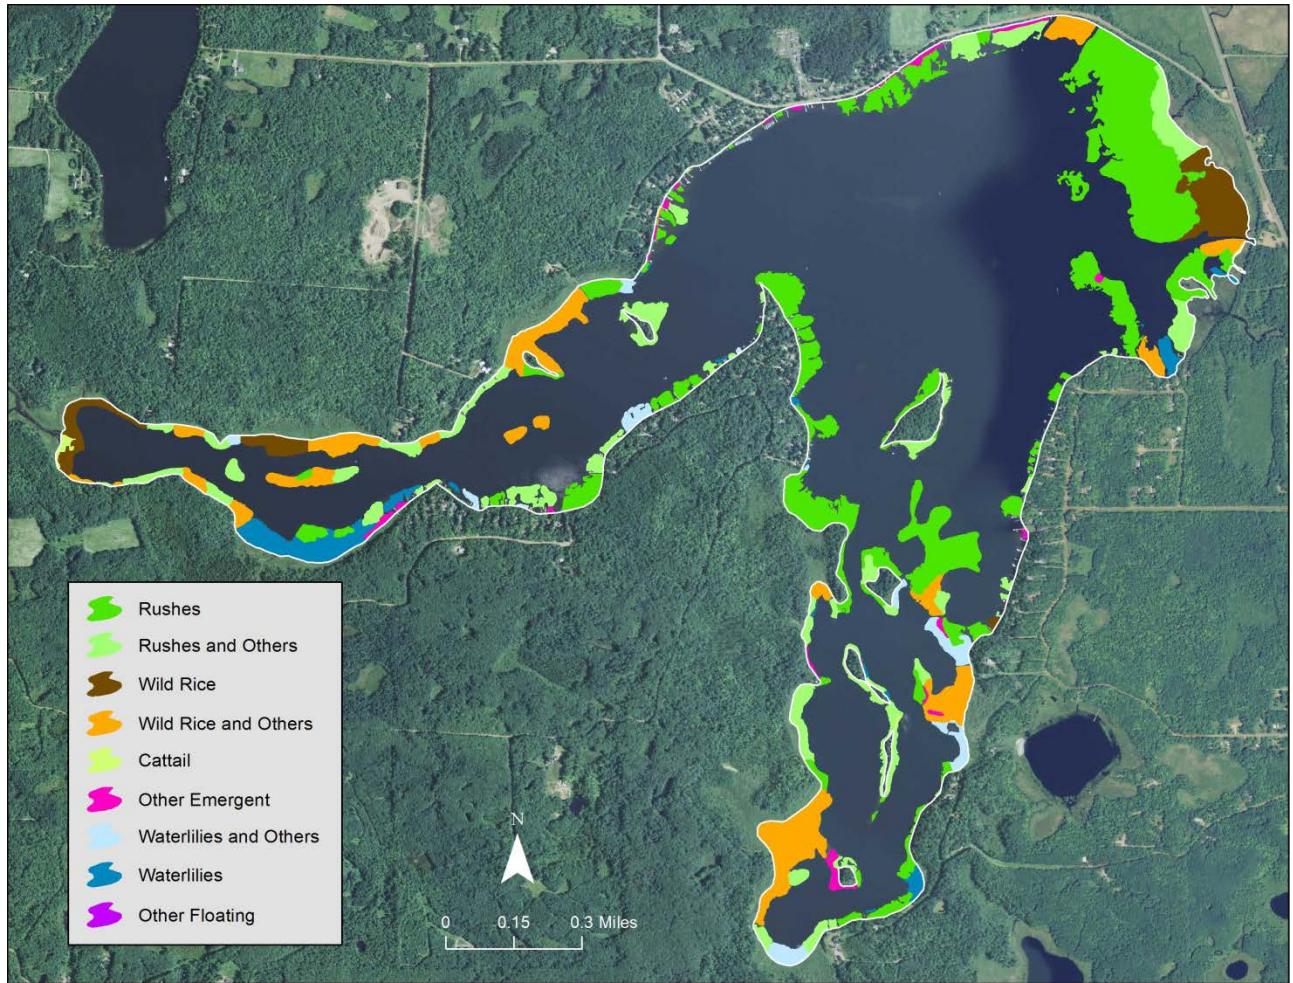 Rushes
Rushes and Others
Wild Rice
Wild Rice and Others
Cattail
Other Emergent
Waterlilies and Others
Waterlilies
Other Floating
N
0 0.15 0.3 Miles